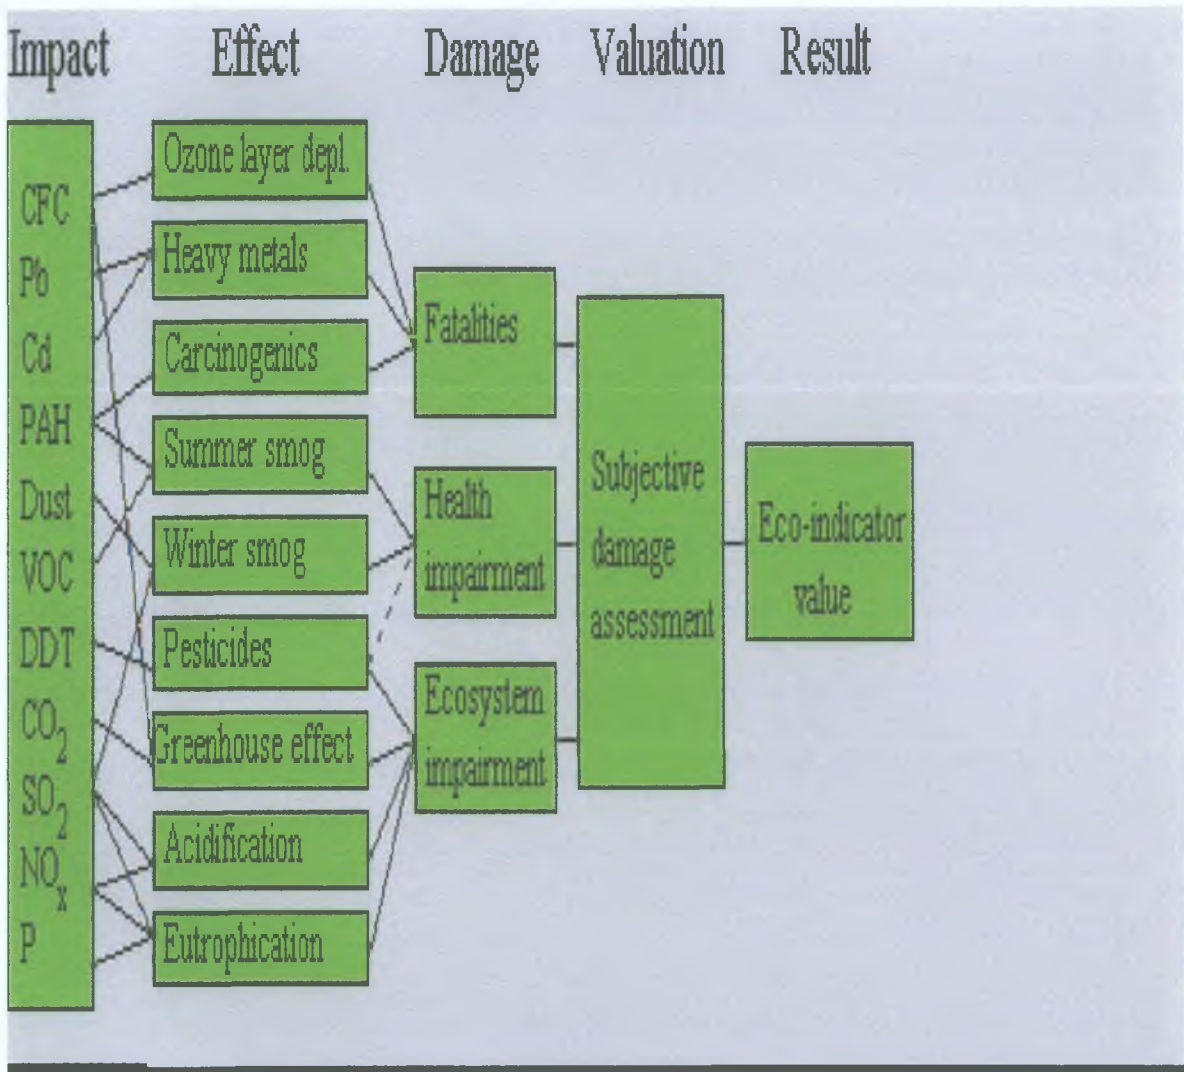 Impact Effect Damage Valuation Result
CFC
Pb
Cd
PAH
Dust
VOC
DDT
CO2
SO2
NOx
P
Ozone layer depl.
Heavy metals
Carcinogenics
Summer smog
Winter smog
Pesticides
Greenhouse effect
Acidification
Eutrophication
Fatalities
Health
impairment
Ecosystem
impairment
Subjective
damage
assessment
Eco-indicator
value